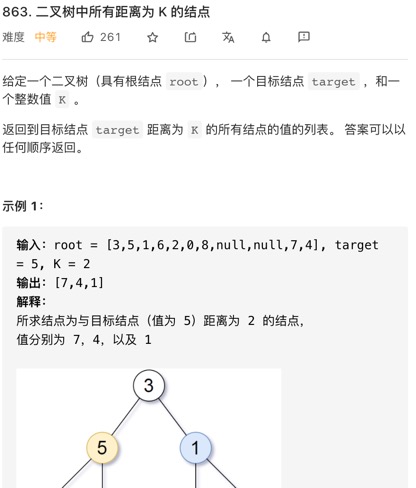 863. 二叉树中所有距离为 K 的结点
难度 中等 261
给定一个二叉树（具有根结点 root）， 一个目标结点 target ，和一
个整数值 K 。
返回到目标结点 target 距离为 K 的所有结点的值的列表。 答案可以以
任何顺序返回。
示例 1：
输入：root = [3,5,1,6,2,0,8,null,null,7,4], target
= 5, K = 2
输出：[7,4,1]
解释：
所求结点为与目标结点（值为 5）距离为 2 的结点，
值分别为 7，4，以及 1
3
5 1